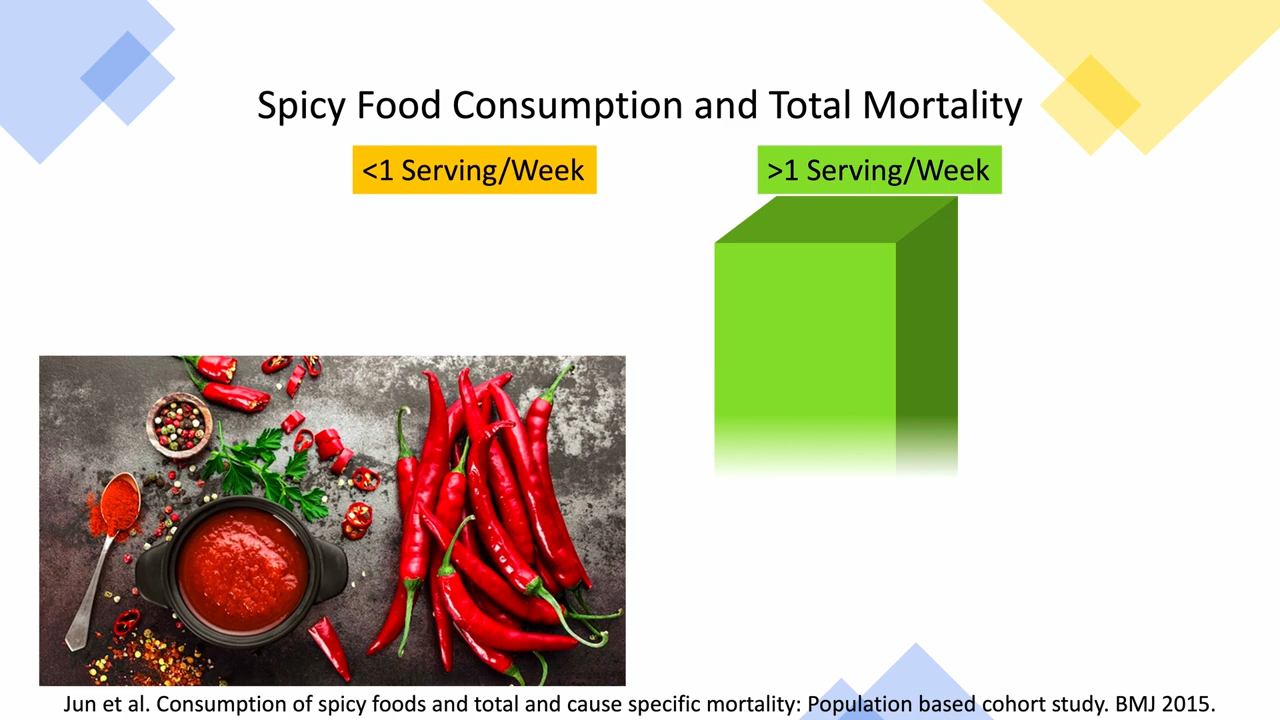 Spicy Food Consumption and Total Mortality
<1 Serving/Week
>1 Serving/Week
Jun et al. Consumption of spicy foods and total and cause specific mortality: Population based cohort study. BMJ 2015.